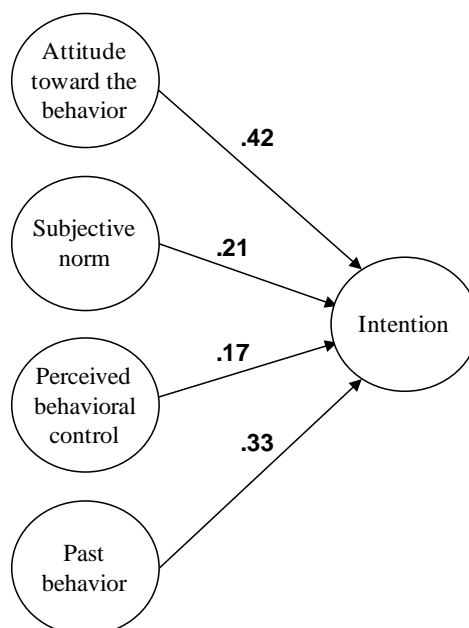 Attitude
toward the
behavior
.42
Subjective
norm
.21
Intention
Perceived
behavioral
control
.17
.33
Past
behavior